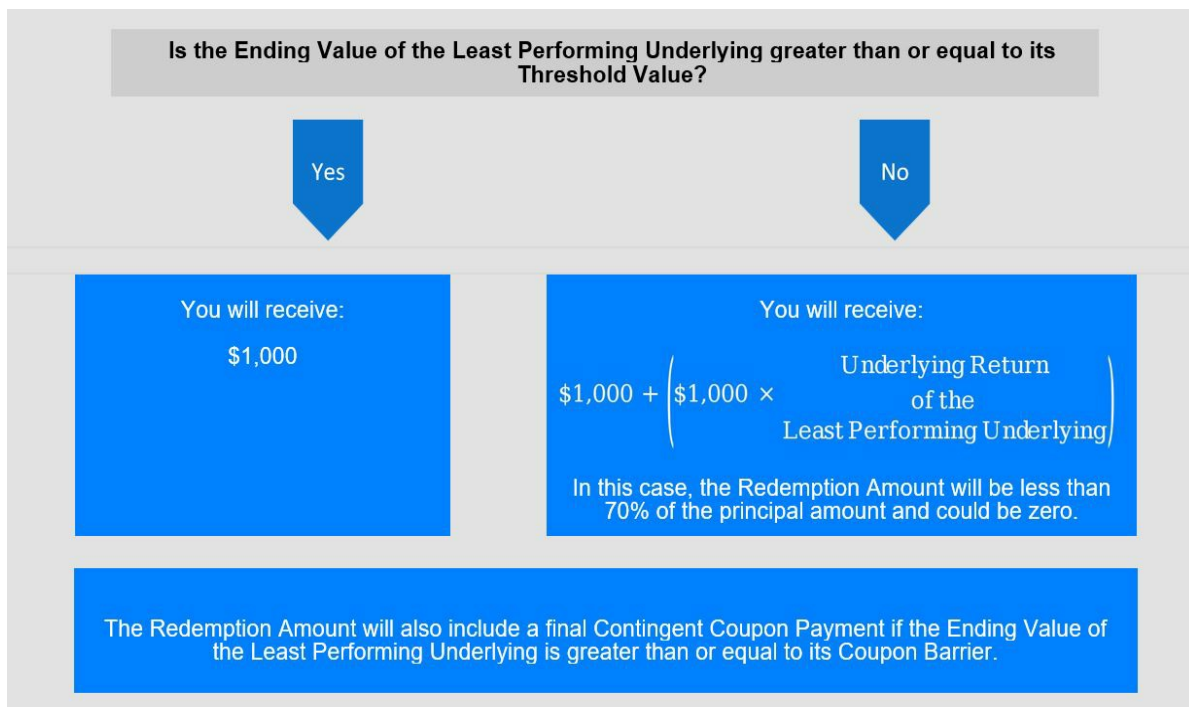 Is the Ending Value of the Least Performing Underlying greater than or equal to its
Threshold Value?
Yes
No
You will receive:
$1,000
You will receive:
$1,000 + ($1,000 × Underlying Return
of the
Least Performing Underlying)
In this case, the Redemption Amount will be less than
70% of the principal amount and could be zero.
The Redemption Amount will also include a final Contingent Coupon Payment if the Ending Value of
the Least Performing Underlying is greater than or equal to its Coupon Barrier.